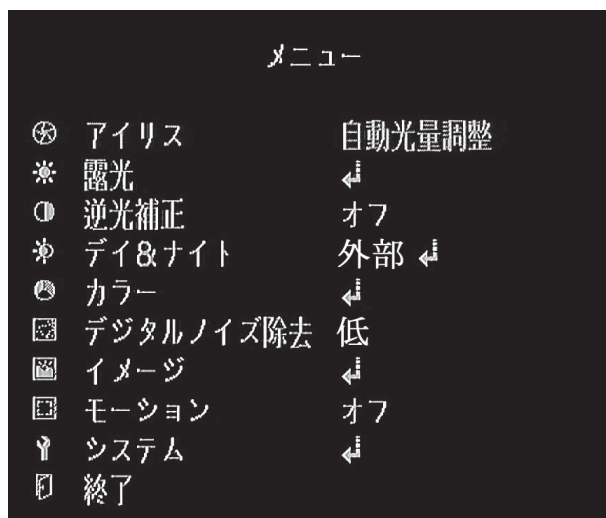 メニュー
アイリス 自動光量調整
露光 ↲
逆光補正 オフ
デイ&ナイト 外部 ↲
カラー ↲
デジタルノイズ除去 低
イメージ ↲
モーション オフ
システム ↲
終了